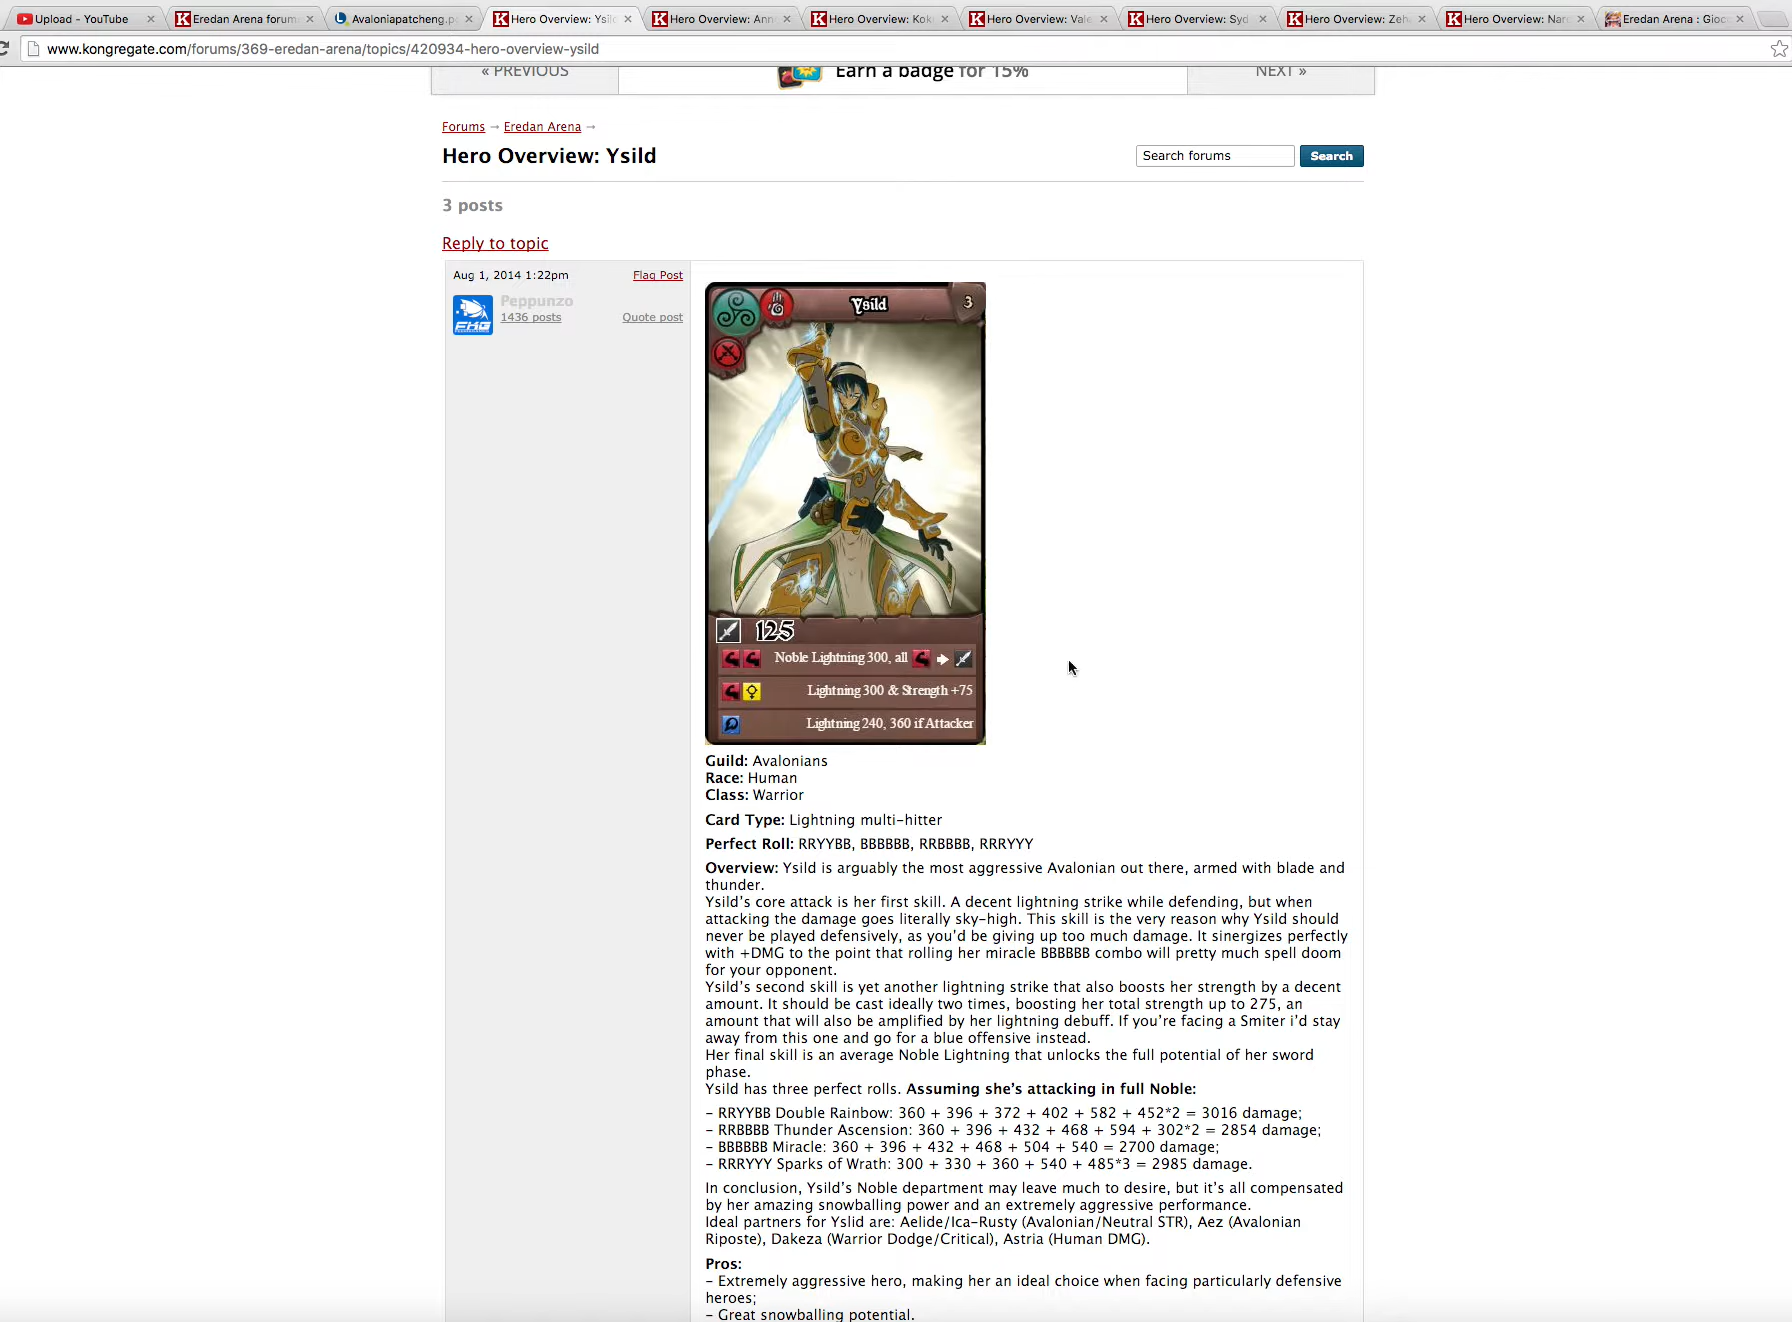 Upload - YouTube
Eredan Arena forum
Avaloniapatcheng.p
Hero Overview: Ysil
Hero Overview: Ann
Hero Overview: Kok
Hero Overview: Vale
Hero Overview: Syd
Hero Overview: Zeh
Hero Overview: Nar
Eredan Arena : Gioc
www.kongregate.com/forums/369-eredan-arena/topics/420934-hero-overview-ysild
« PREVIOUS
Earn a badge for 15%
NEXT »
Forums → Eredan Arena →
Hero Overview: Ysild
Search forums
Search
3 posts
Reply to topic
Aug 1, 2014 1:22pm
Flag Post
Peppunzo
1436 posts
Quote post
FKG
Ysild
3
125
Noble Lightning 300, all
Lightning 300 & Strength +75
Lightning 240, 360 if Attacker
Guild: Avalonians
Race: Human
Class: Warrior
Card Type: Lightning multi-hitter
Perfect Roll: RRYYBB, BBBBBB, RRBBBB, RRRYYY
Overview: Ysild is arguably the most aggressive Avalonian out there, armed with blade and
thunder.
Ysild's core attack is her first skill. A decent lightning strike while defending, but when
attacking the damage goes literally sky-high. This skill is the very reason why Ysild should
never be played defensively, as you'd be giving up too much damage. It sinergizes perfectly
with +DMG to the point that rolling her miracle BBBBBB combo will pretty much spell doom
for your opponent.
Ysild's second skill is yet another lightning strike that also boosts her strength by a decent
amount. It should be cast ideally two times, boosting her total strength up to 275, an
amount that will also be amplified by her lightning debuff. If you're facing a Smiter i'd stay
away from this one and go for a blue offensive instead.
Her final skill is an average Noble Lightning that unlocks the full potential of her sword
phase.
Ysild has three perfect rolls. Assuming she's attacking in full Noble:
- RRYYBB Double Rainbow: 360 + 396 + 372 + 402 + 582 + 452*2 = 3016 damage;
- RRBBBB Thunder Ascension: 360 + 396 + 432 + 468 + 594 + 302*2 = 2854 damage;
- BBBBBB Miracle: 360 + 396 + 432 + 468 + 504 + 540 = 2700 damage;
- RRRYYY Sparks of Wrath: 300 + 330 + 360 + 540 + 485*3 = 2985 damage.
In conclusion, Ysild's Noble department may leave much to desire, but it's all compensated
by her amazing snowballing power and an extremely aggressive performance.
Ideal partners for Yslid are: Aelide/Ica-Rusty (Avalonian/Neutral STR), Aez (Avalonian
Riposte), Dakeza (Warrior Dodge/Critical), Astria (Human DMG).
Pros:
- Extremely aggressive hero, making her an ideal choice when facing particularly defensive
heroes;
- Great snowballing potential.